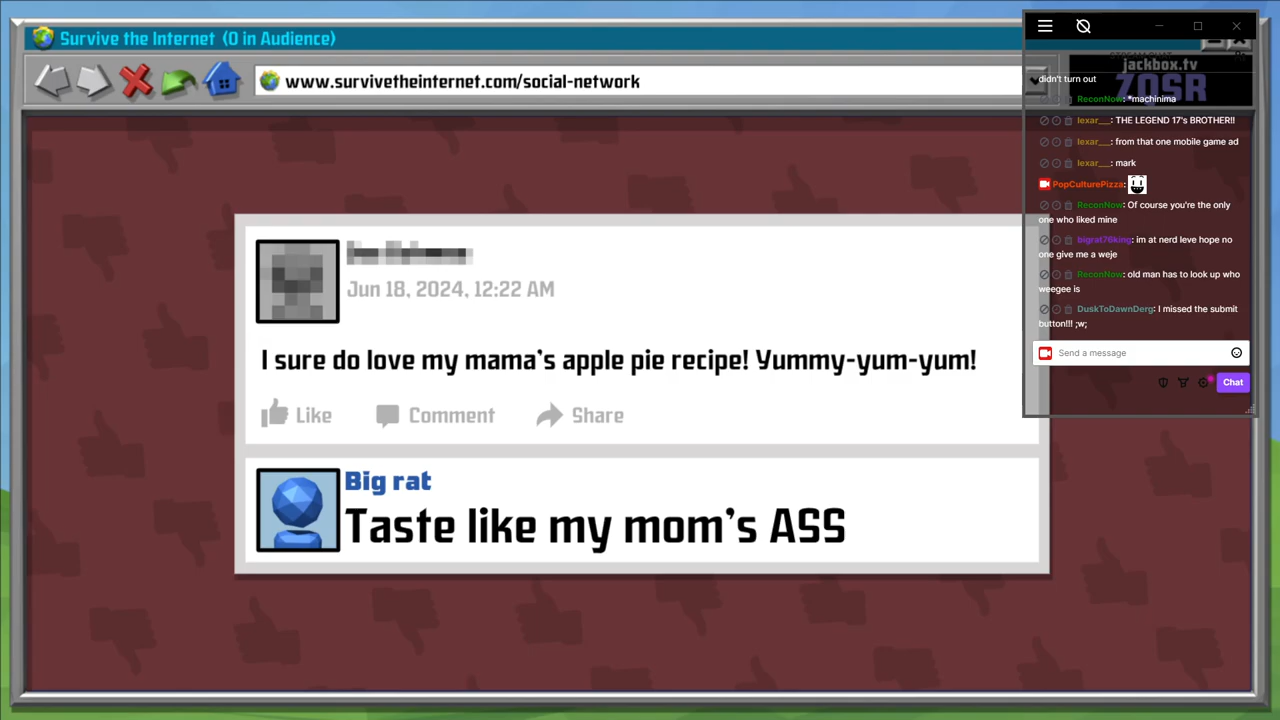 Survive the Internet (0 in Audience)
www.survivetheinternet.com/social-network
jackbox.tv
ZQSR
Jun 18, 2024, 12:22 AM
I sure do love my mama's apple pie recipe! Yummy-yum-yum!
Like Comment Share
Big rat
Taste like my mom's ASS
STREAM CHAT
didn't turn out
ReconNow: *machinima
lexar___: THE LEGEND 17's BROTHER!!
lexar___: from that one mobile game ad
lexar___: mark
PopCulturePizza:
ReconNow: Of course you're the only
one who liked mine
bigrat76king: im at nerd leve hope no
one give me a weje
ReconNow: old man has to look up who
weegee is
DuskToDawnDerg: I missed the submit
button!!! ;w;
Send a message
Chat